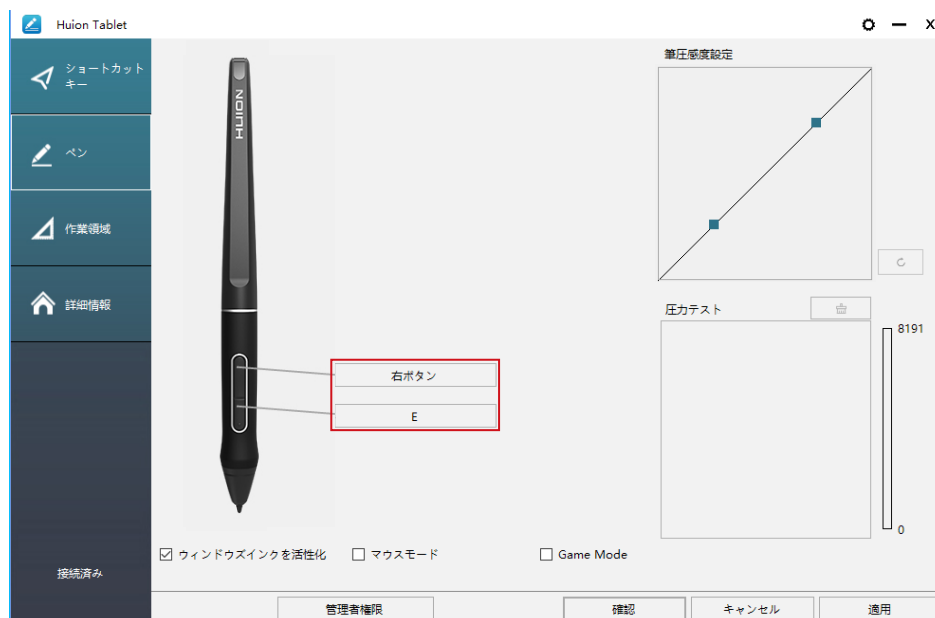 Huion Tablet
X
ショートカット
キー
ペン
作業領域
詳細情報
接続済み
HUION
右ボタン
E
筆圧感度設定
圧力テスト
8191
0
ウィンドウズインクを活性化
マウスモード
Game Mode
管理者権限
確認
キャンセル
適用